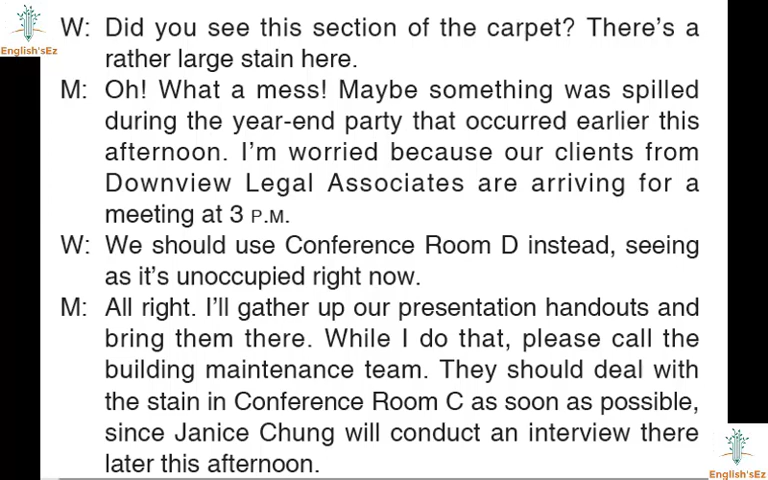 English'sEz
W: Did you see this section of the carpet? There's a
rather large stain here.
M: Oh! What a mess! Maybe something was spilled
during the year-end party that occurred earlier this
afternoon. I'm worried because our clients from
Downview Legal Associates are arriving for a
meeting at 3 P.M.
W: We should use Conference Room D instead, seeing
as it's unoccupied right now.
M: All right. I'll gather up our presentation handouts and
bring them there. While I do that, please call the
building maintenance team. They should deal with
the stain in Conference Room C as soon as possible,
since Janice Chung will conduct an interview there
later this afternoon.
English'sEz